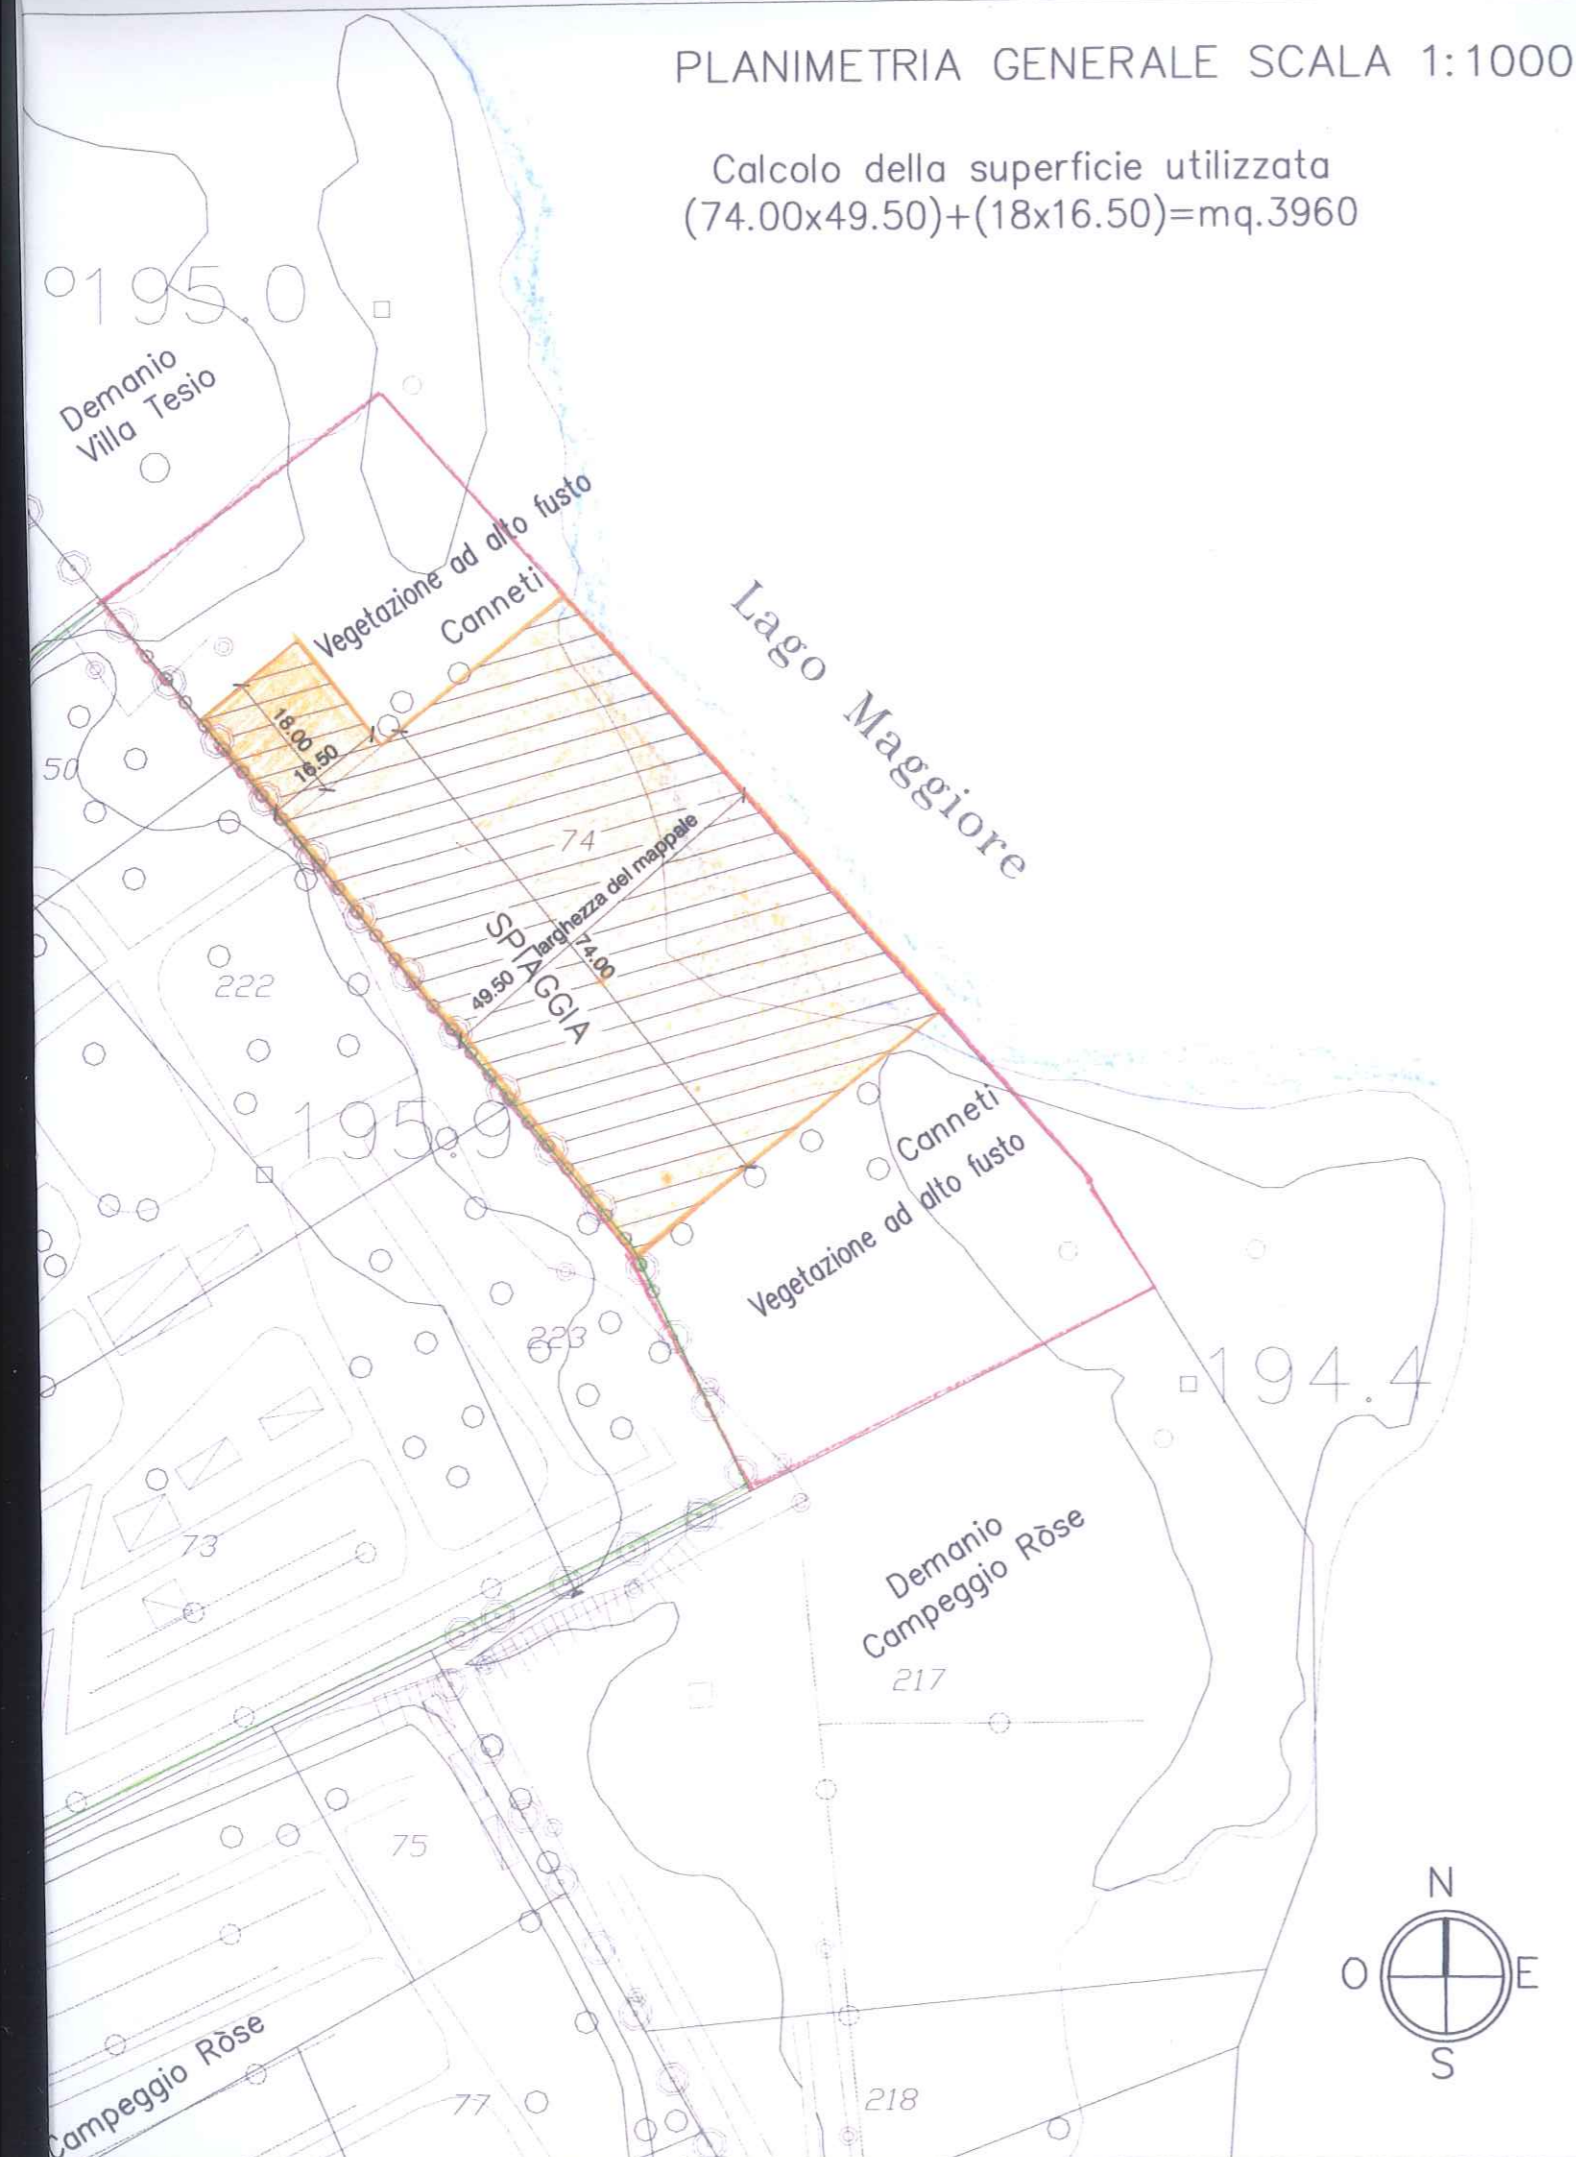 PLANIMETRIA GENERALE SCALA 1:1000
Calcolo della superficie utilizzata
(74.00x49.50)+(18x16.50)=mq.3960
195.0
Demanio
Villa Tesio
Vegetazione ad alto fusto
Canneti
Lago Maggiore
18.00
16.50
50
74
49.50 larghezza del mappale
74.00
SPIAGGIA
222
195.9
Canneti
Vegetazione ad alto fusto
223
194.4
73
Demanio
Campeggio Ròse
217
75
N
O
E
S
Campeggio Ròse
77
218